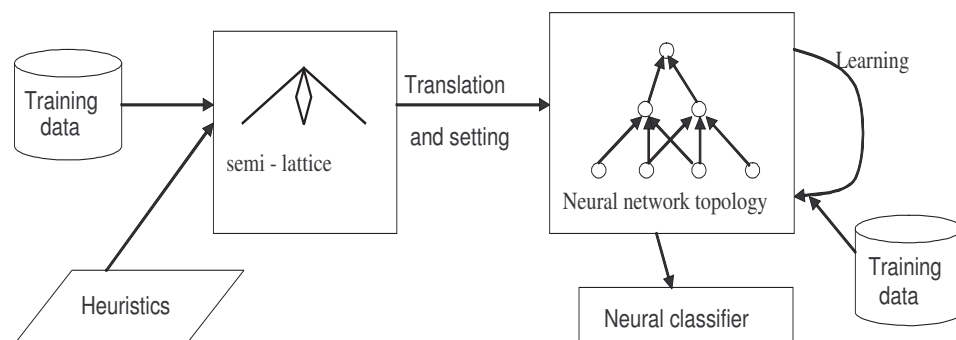 Training
data
Heuristics
semi - lattice
Translation
and setting
Neural network topology
Learning
Training
data
Neural classifier